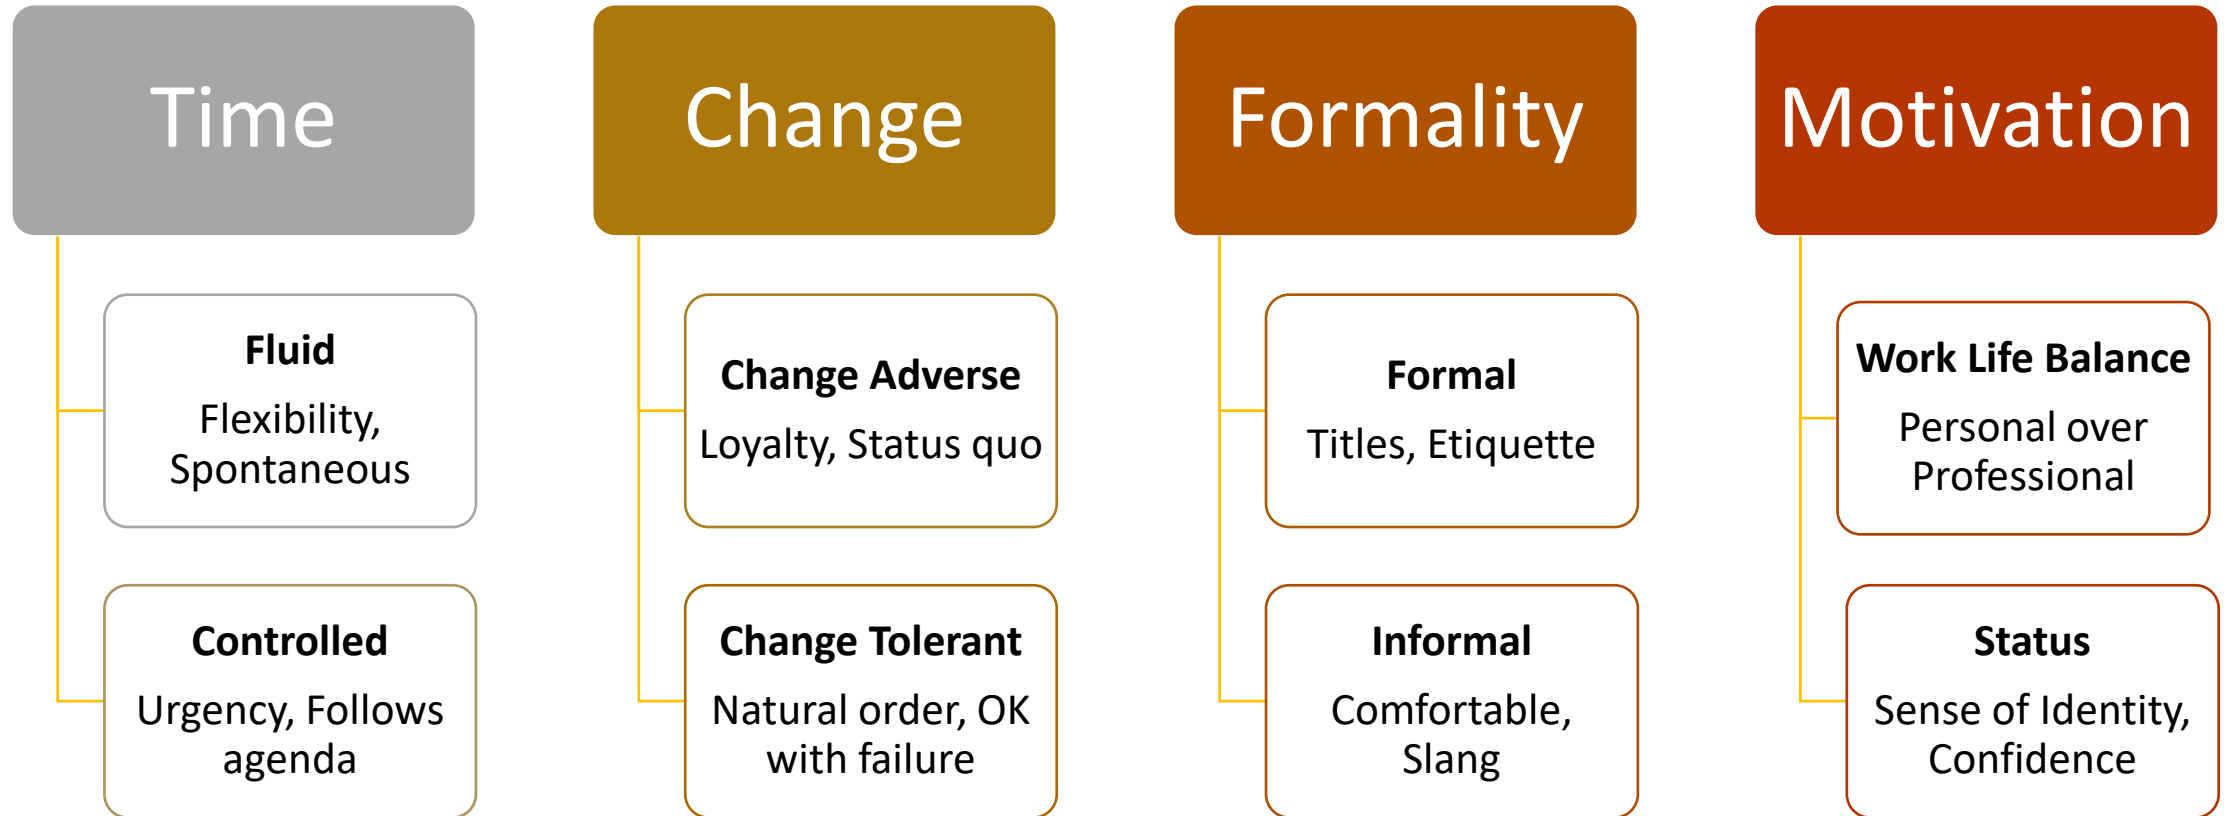 Time
Fluid
Flexibility,
Spontaneous
Controlled
Urgency, Follows
agenda
Change
Change Adverse
Loyalty, Status quo
Change Tolerant
Natural order, OK
with failure
Formality
Formal
Titles, Etiquette
Informal
Comfortable,
Slang
Motivation
Work Life Balance
Personal over
Professional
Status
Sense of Identity,
Confidence